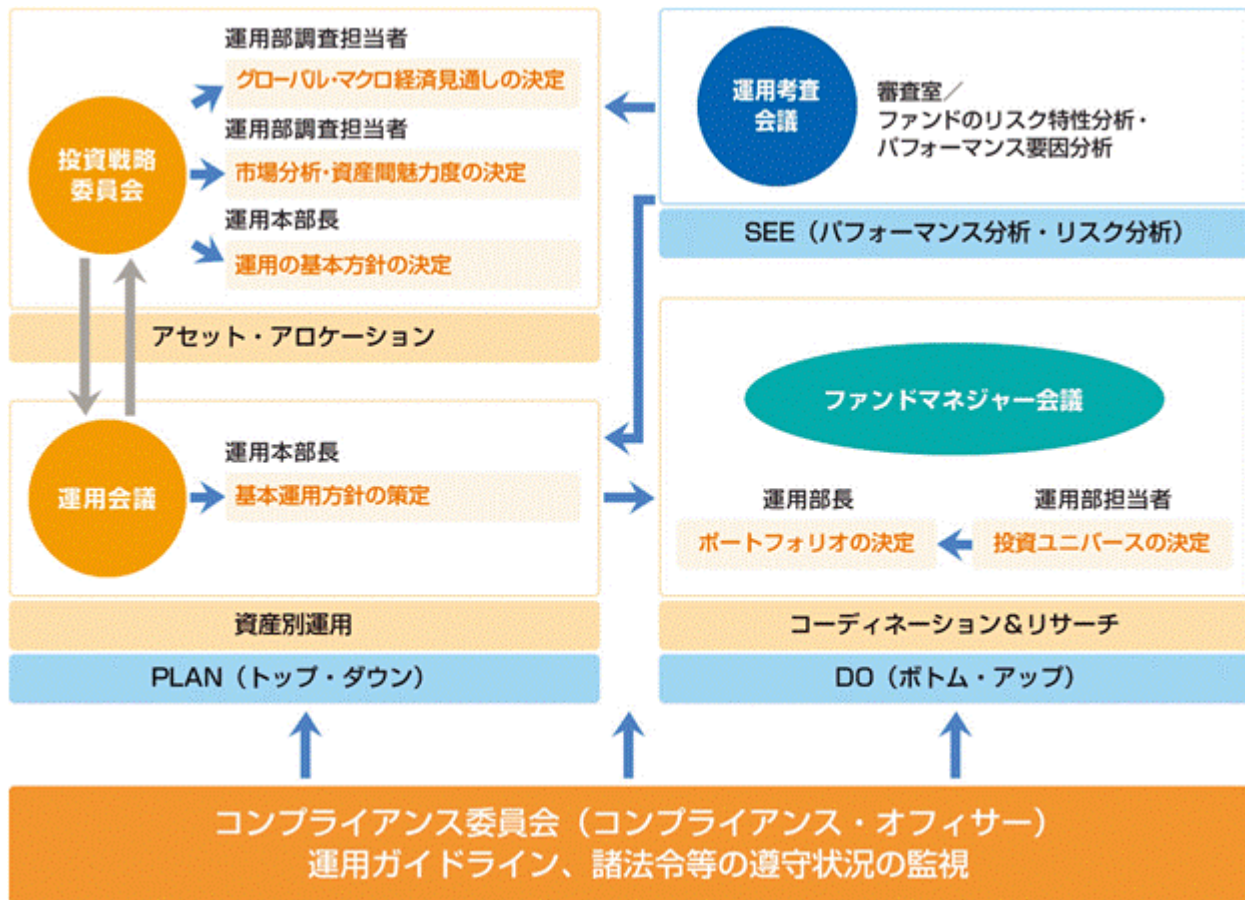 運用部調査担当者
グローバル・マクロ経済見通しの決定
投資戦略
委員会
運用部調査担当者
市場分析・資産間魅力度の決定
運用本部長
運用の基本方針の決定
アセット・アロケーション
運用会議
運用本部長
基本運用方針の策定
資産別運用
PLAN（トップ・ダウン）
運用考査
会議
審査室／
ファンドのリスク特性分析・
パフォーマンス要因分析
SEE（パフォーマンス分析・リスク分析）
ファンドマネジャー会議
運用部長
ポートフォリオの決定
運用部担当者
投資ユニバースの決定
コーディネーション＆リサーチ
DO（ボトム・アップ）
コンプライアンス委員会（コンプライアンス・オフィサー）
運用ガイドライン、諸法令等の遵守状況の監視